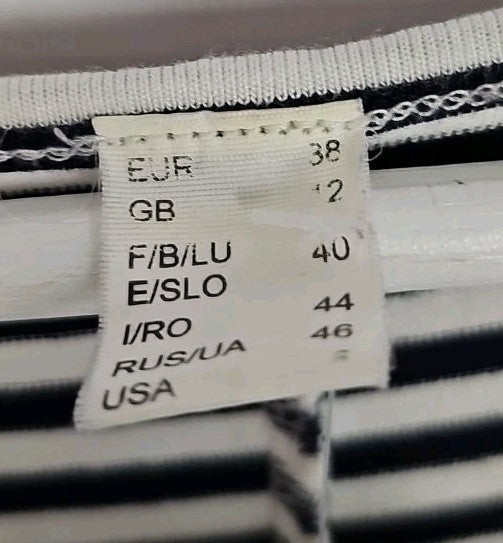 EUR 38
GB 12
F/B/LU 40
E/SLO
I/RO 44
RUS/UA 46
USA